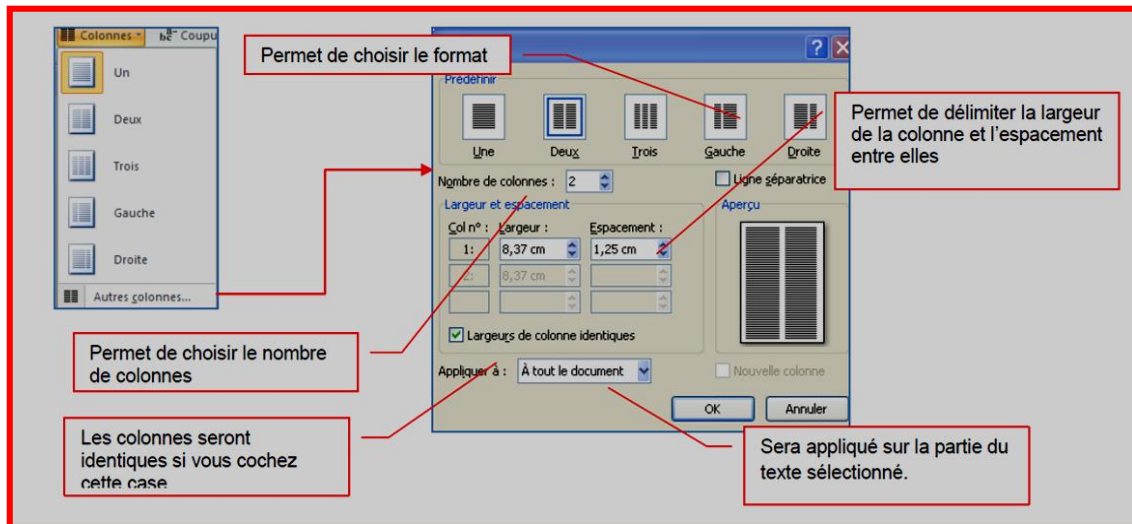 Colonnes
Coupu
Un
Deux
Trois
Gauche
Droite
Autres colonnes...
Permet de choisir le format
Prédéfinir
Une
Deux
Trois
Gauche
Droite
Permet de délimiter la largeur
de la colonne et l'espacement
entre elles
Nombre de colonnes : 2
Ligne séparatrice
Largeur et espacement
Aperçu
Col n° : Largeur : Espacement :
1: 8,37 cm 1,25 cm
2: 8,37 cm
Largeurs de colonne identiques
Permet de choisir le nombre
de colonnes
Appliquer à : À tout le document
Nouvelle colonne
OK
Annuler
Les colonnes seront
identiques si vous cochez
cette case
Sera appliqué sur la partie du
texte sélectionné.